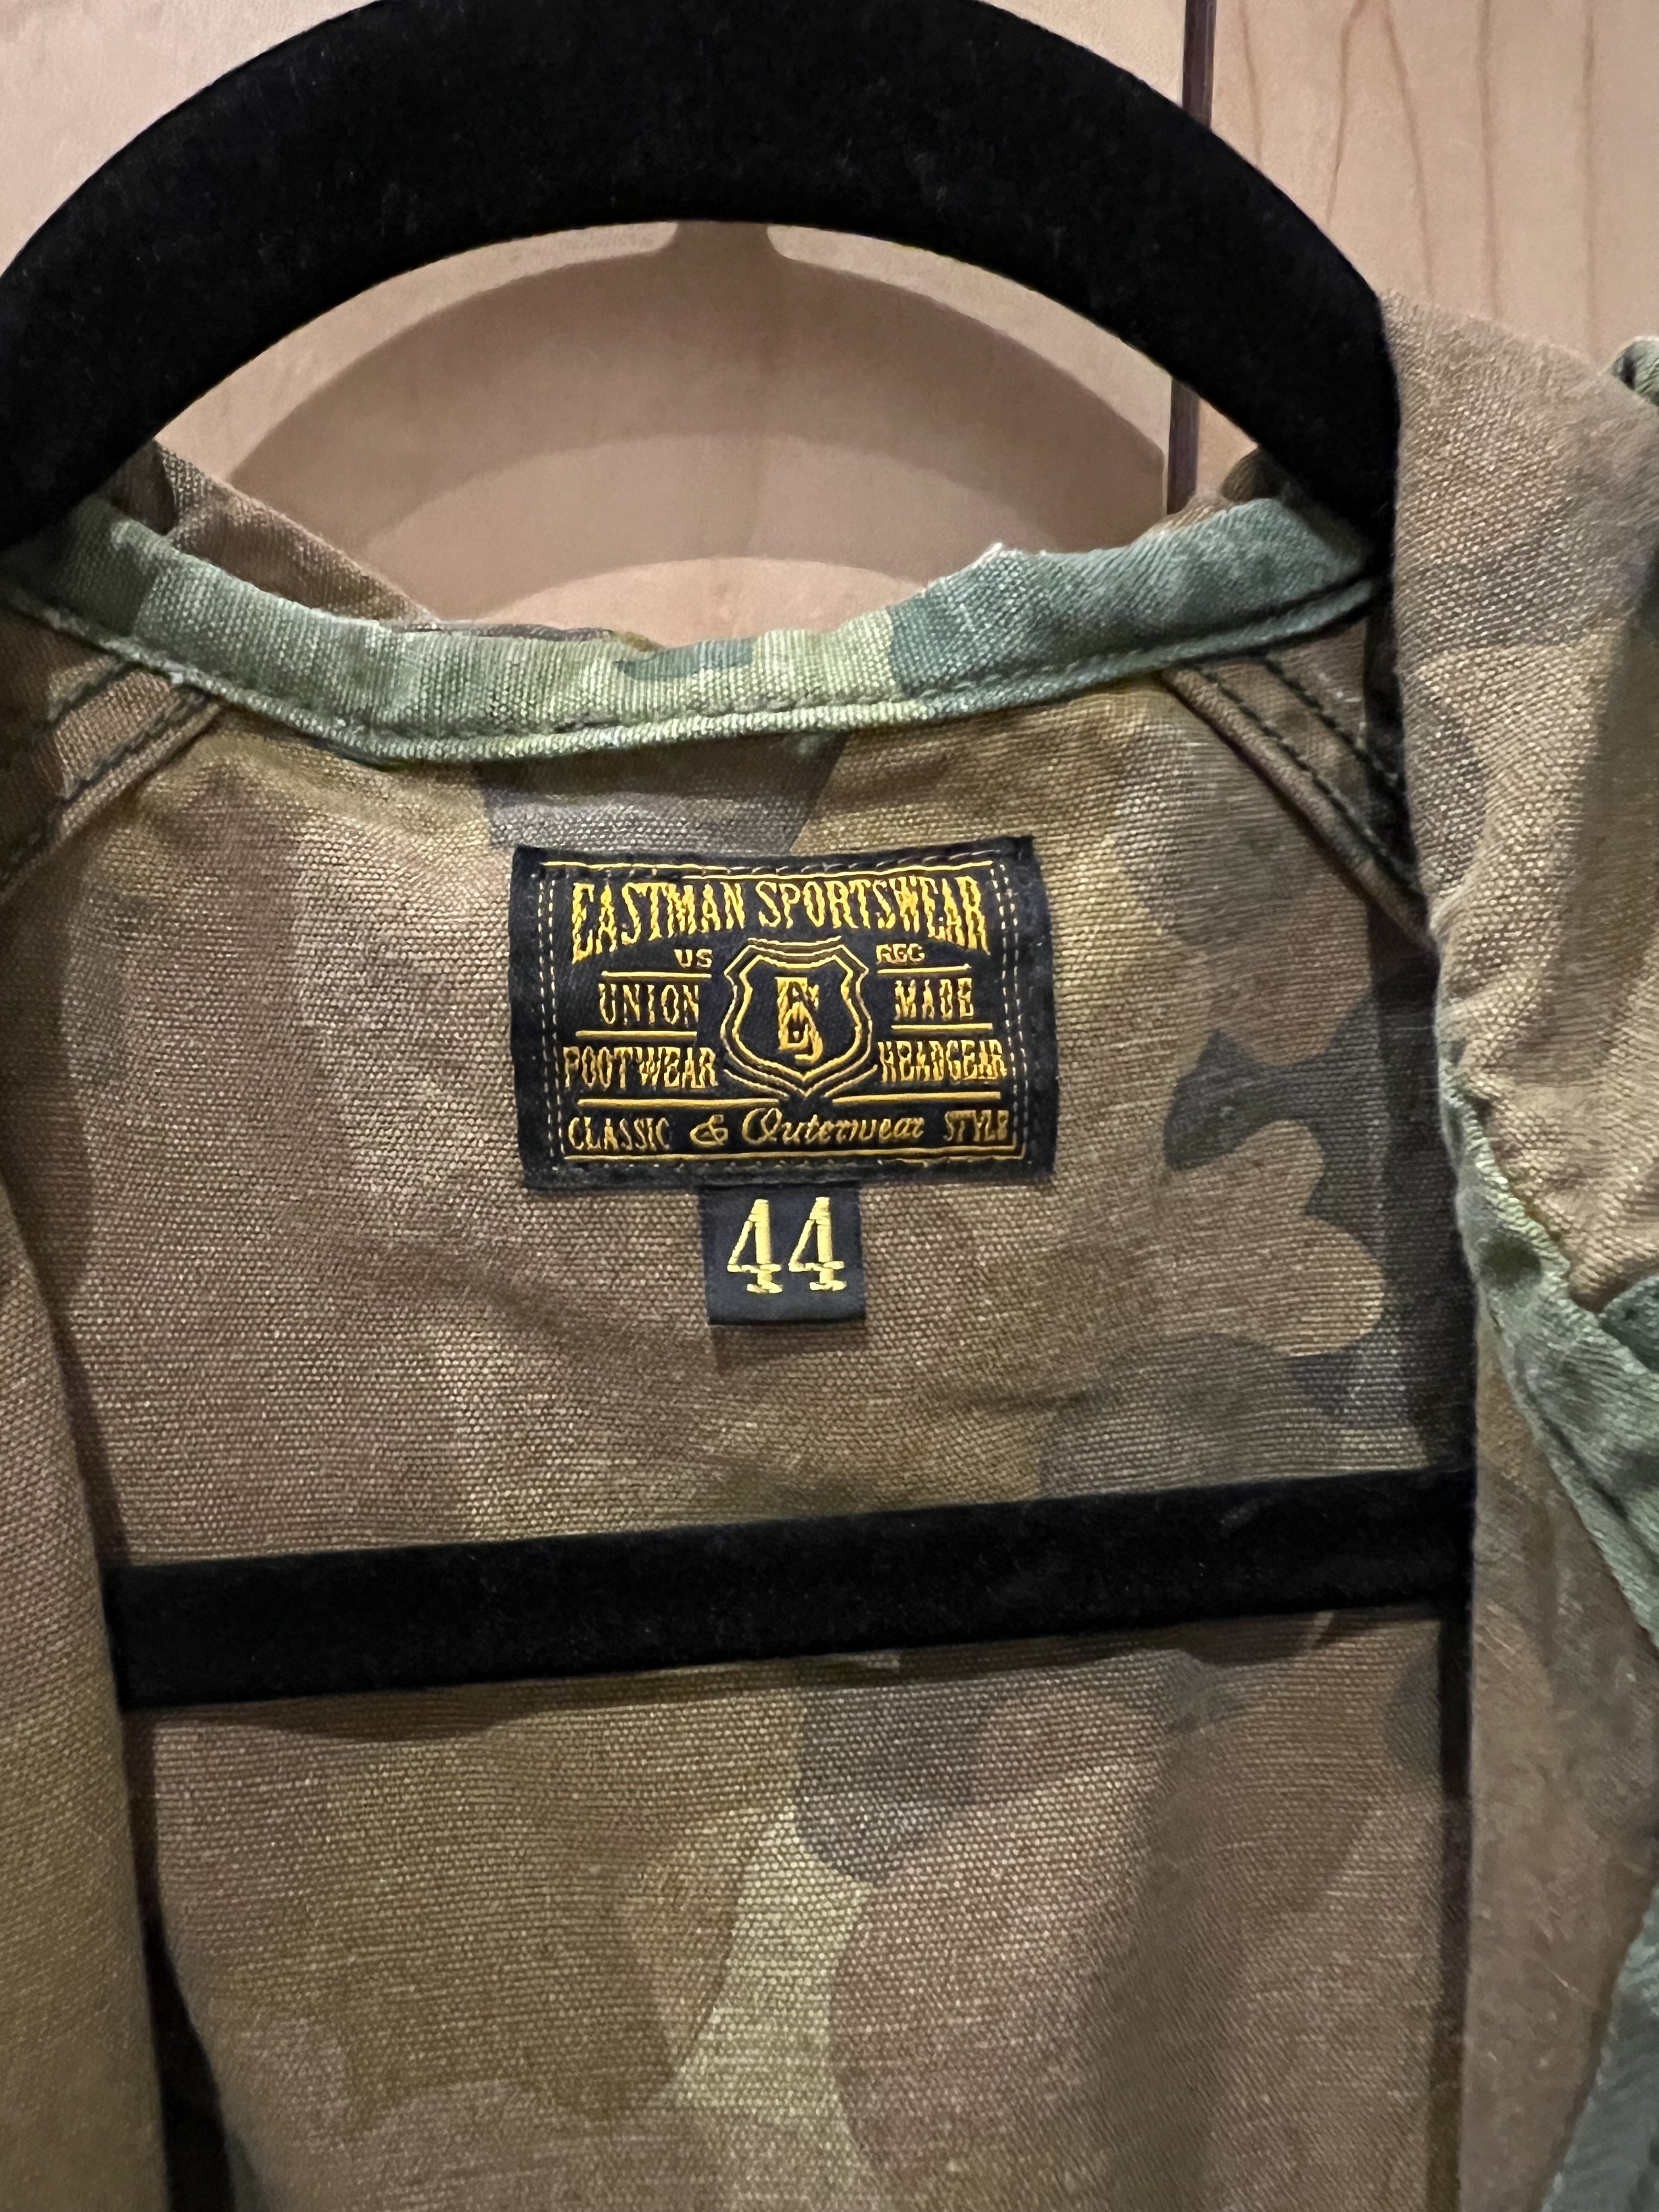 EASTMAN SPORTSWEAR
US REG
UNION ES MADE
FOOTWEAR HEADGEAR
CLASSIC & Outerwear STYLE
44